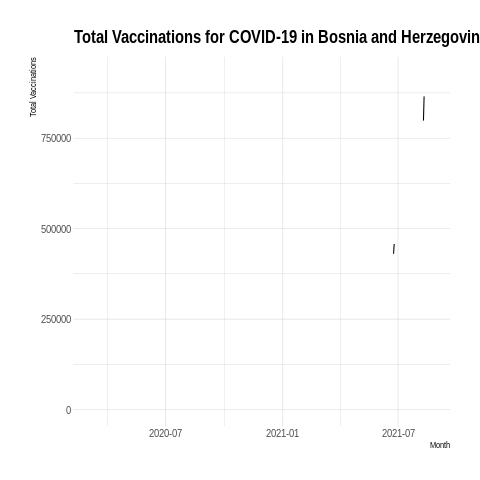 Total Vaccinations for COVID-19 in Bosnia and Herzegovin
Total Vaccinations
750000
500000
250000
0
2020-07
2021-01
2021-07
Month